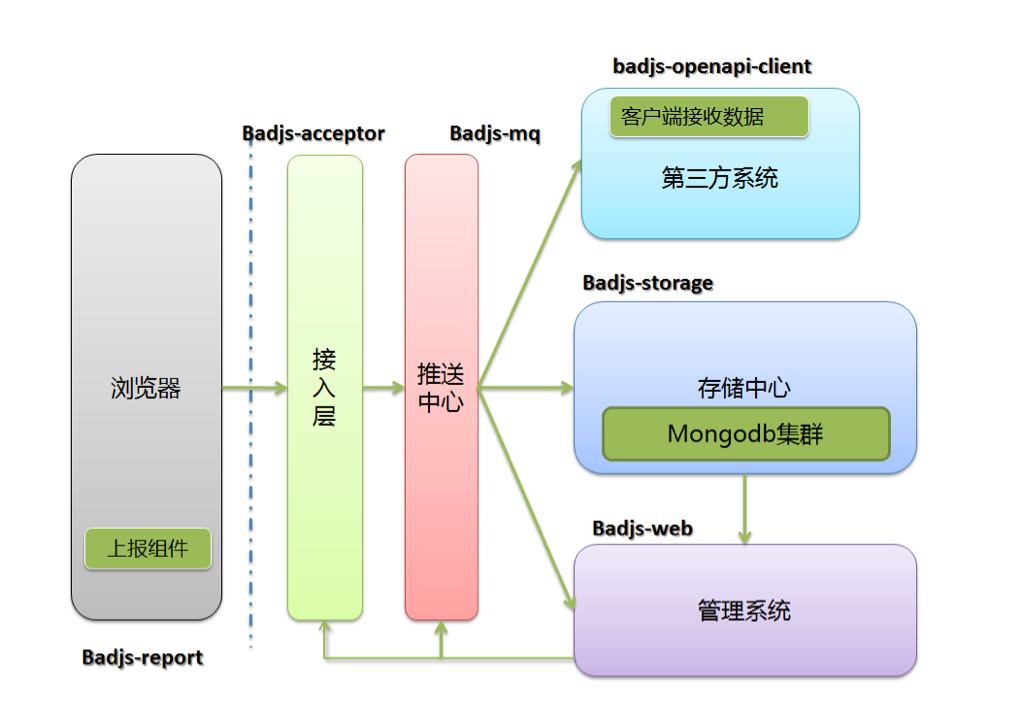 badjs-openapi-client
客户端接收数据
第三方系统
Badjs-acceptor
Badjs-mq
Badjs-storage
浏览器
接
入
层
推送
中心
存储中心
Mongodb集群
上报组件
Badjs-web
管理系统
Badjs-report